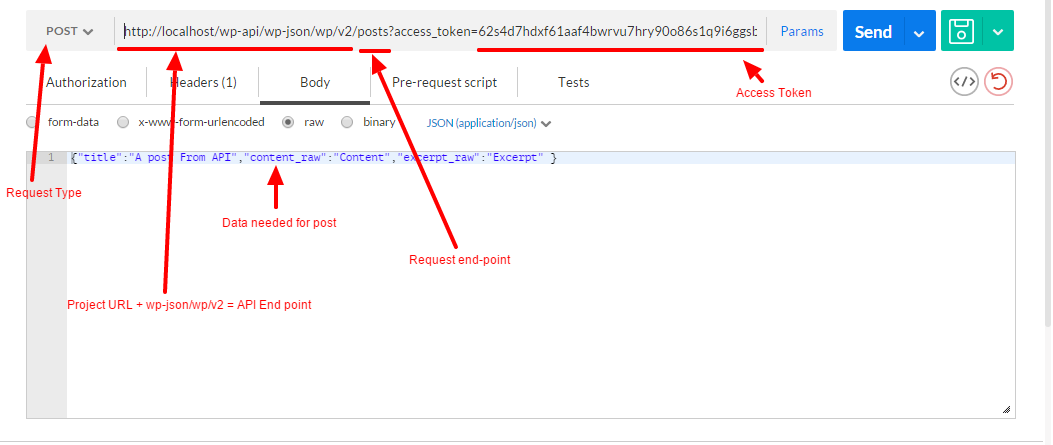 POST http://localhost/wp-api/wp-json/wp/v2/posts?access_token=62s4d7hdxf61aaf4bwrvu7hry90o86s1q9i6ggsb Params Send
Authorization Headers (1) Body Pre-request script Tests
Access Token
form-data x-www-form-urlencoded raw binary JSON (application/json)
1 {"title":"A post From API","content_raw":"Content","excerpt_raw":"Excerpt" }
Request Type
Data needed for post
Request end-point
Project URL + wp-json/wp/v2 = API End point